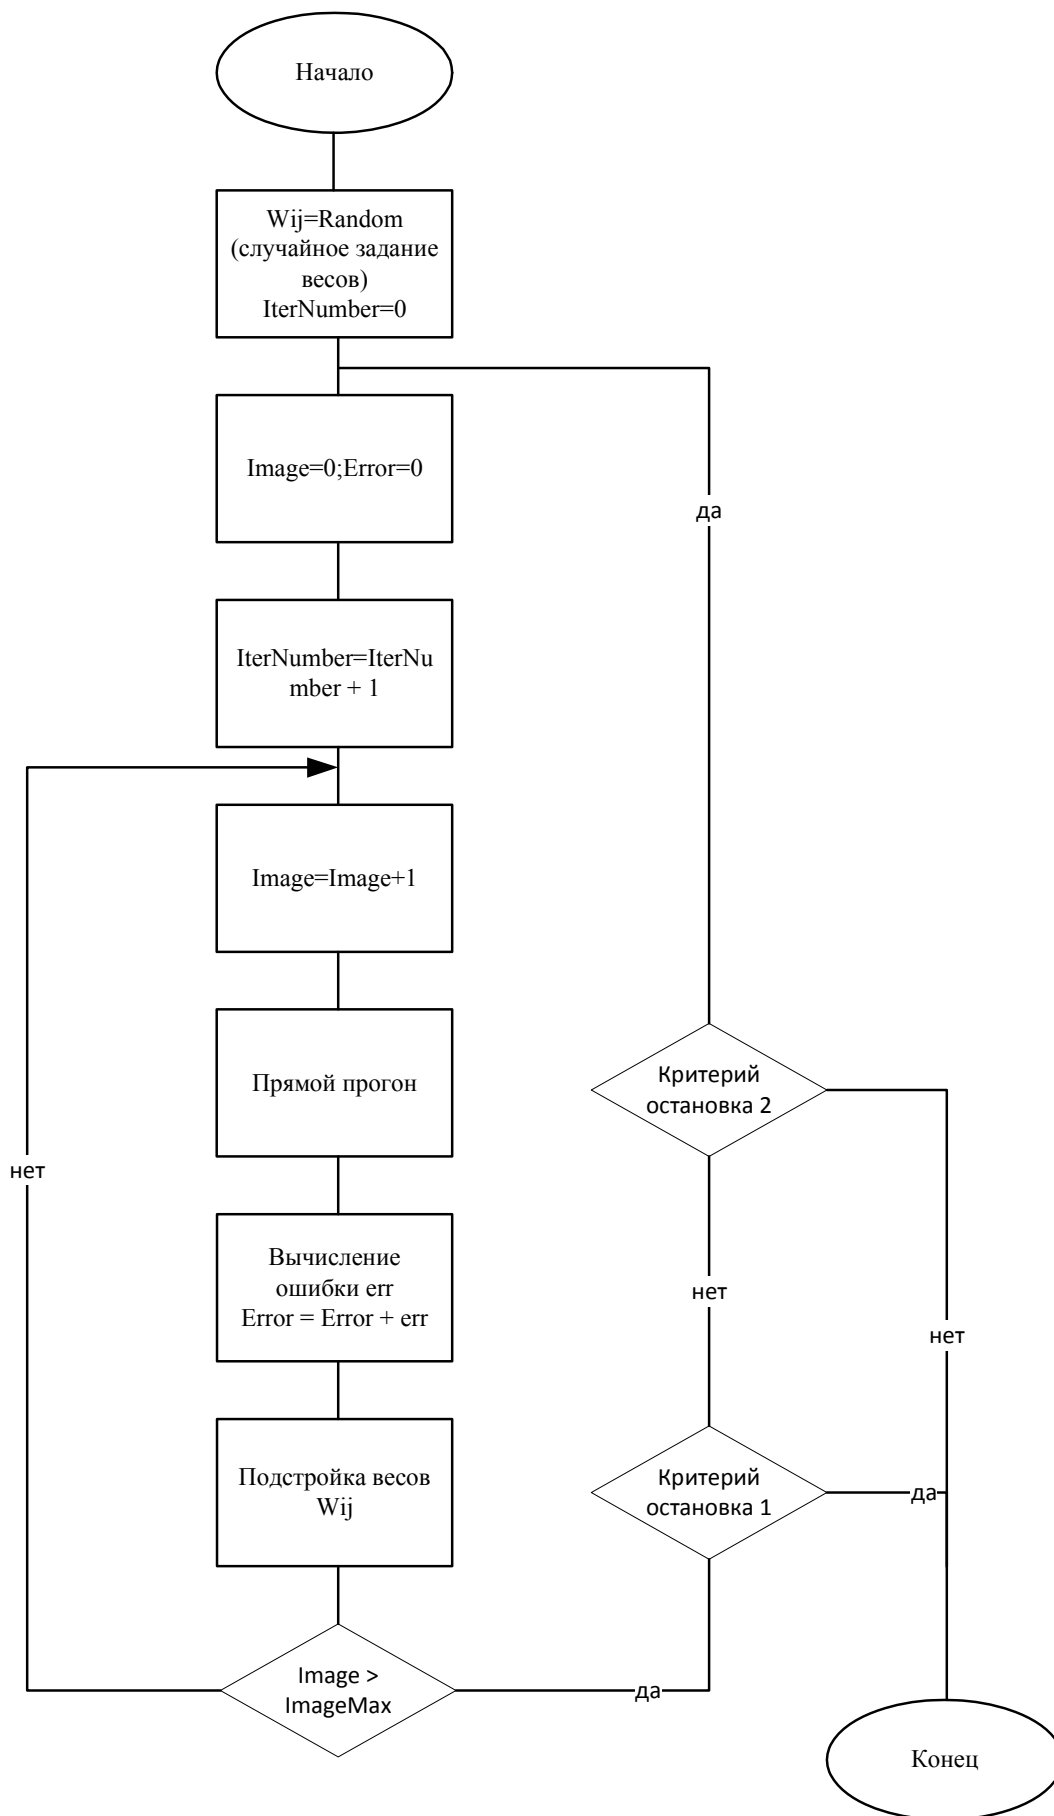 Начало
Wij=Random
(случайное задание
весов)
IterNumber=0
Image=0;Error=0
да
IterNumber=IterNu
mber + 1
Image=Image+1
Прямой прогон
Критерий
остановка 2
нет
Вычисление
ошибки err
Error = Error + err
нет
нет
Подстройка весов
Wij
Критерий
остановка 1
да
Image >
ImageMax
да
Конец